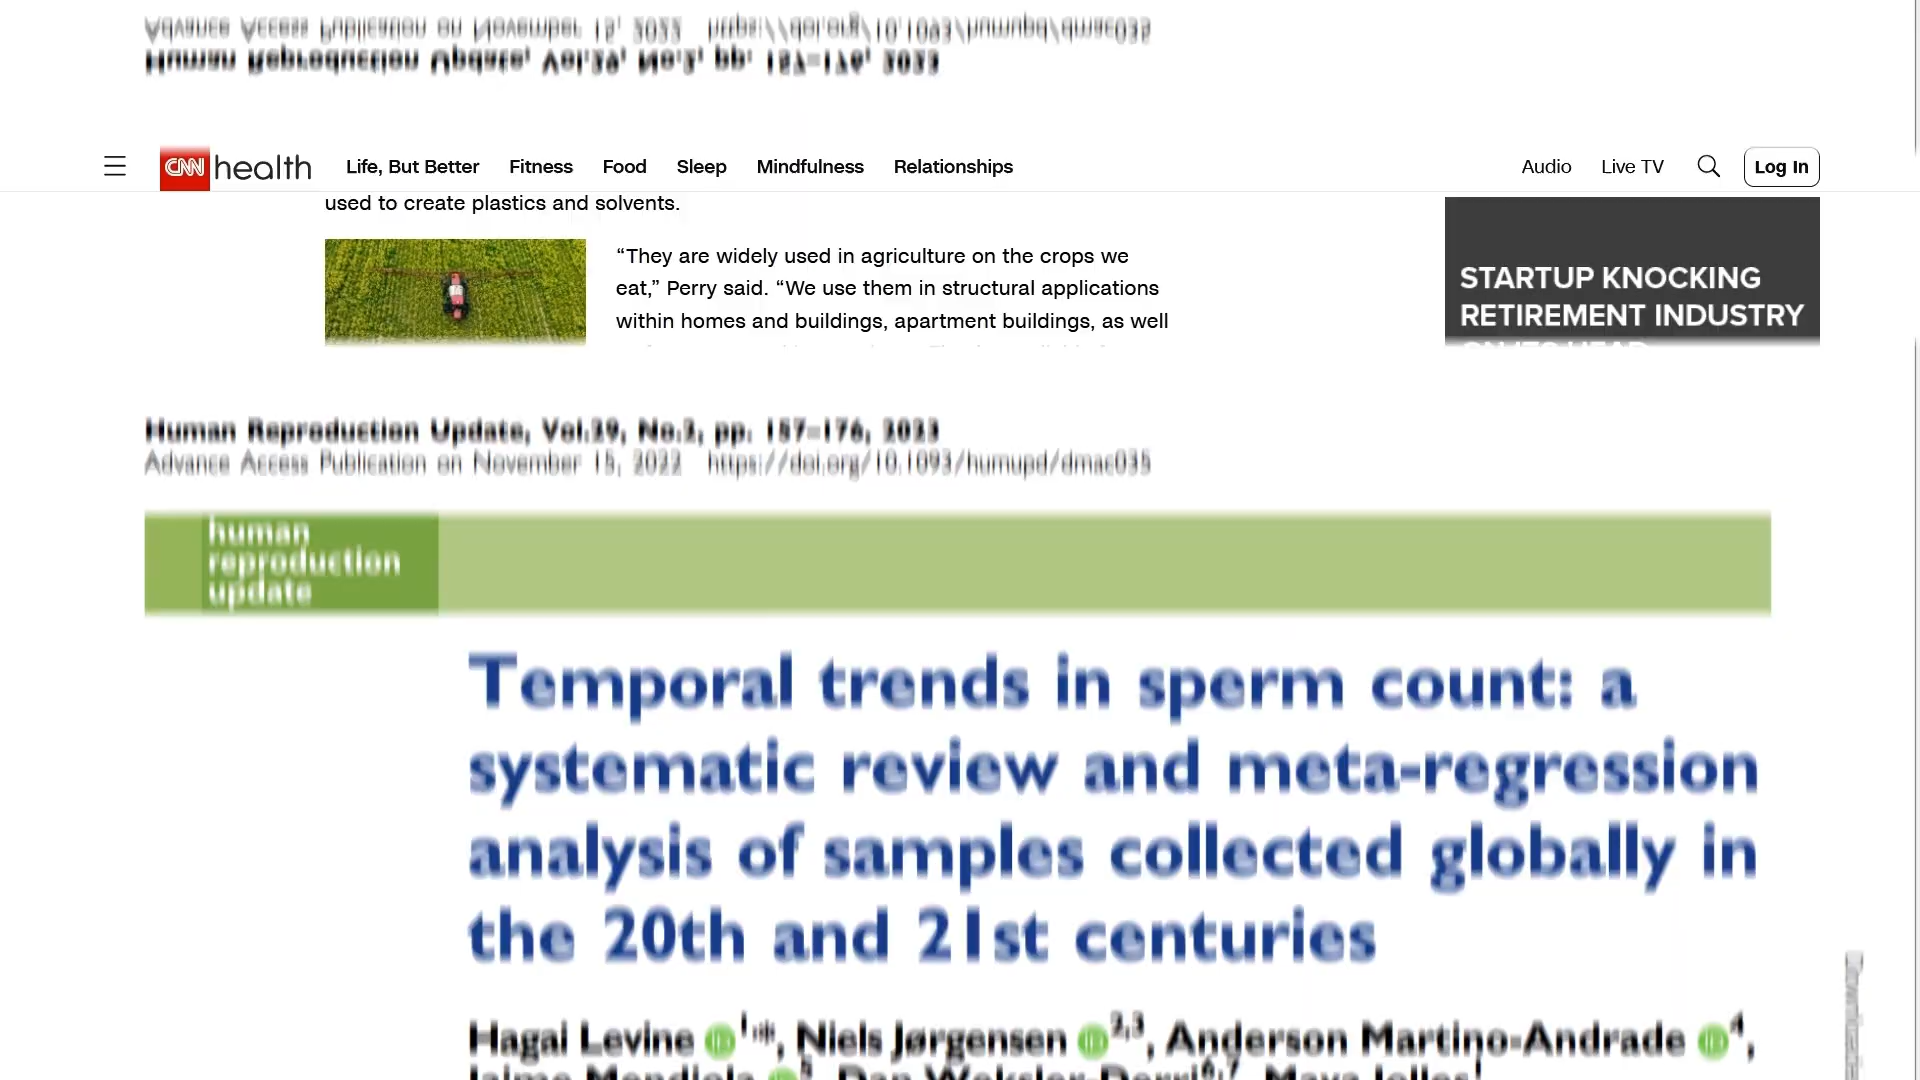 CNN health Life, But Better Fitness Food Sleep Mindfulness Relationships Audio Live TV Log In
used to create plastics and solvents.
“They are widely used in agriculture on the crops we
eat,” Perry said. “We use them in structural applications
within homes and buildings, apartment buildings, as well
STARTUP KNOCKING
RETIREMENT INDUSTRY
Human Reproduction Update, Vol.29, No.2, pp. 157–176, 2023
Advance Access Publication on November 15, 2022 https://doi.org/10.1093/humupd/dmac035
human
reproduction
update
Temporal trends in sperm count: a
systematic review and meta-regression
analysis of samples collected globally in
the 20th and 21st centuries
Hagai Levine 1,*, Niels Jørgensen 2,3, Anderson Martino-Andrade 4,